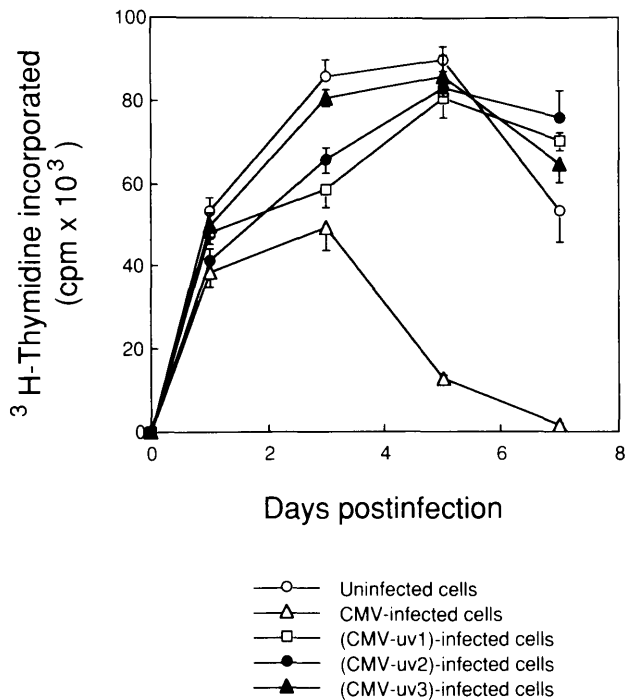 100
80
60
40
20
0
³ H-Thymidine incorporated
(cpm x 10³ )
0 2 4 6 8
Days postinfection
Uninfected cells
CMV-infected cells
(CMV-uv1)-infected cells
(CMV-uv2)-infected cells
(CMV-uv3)-infected cells